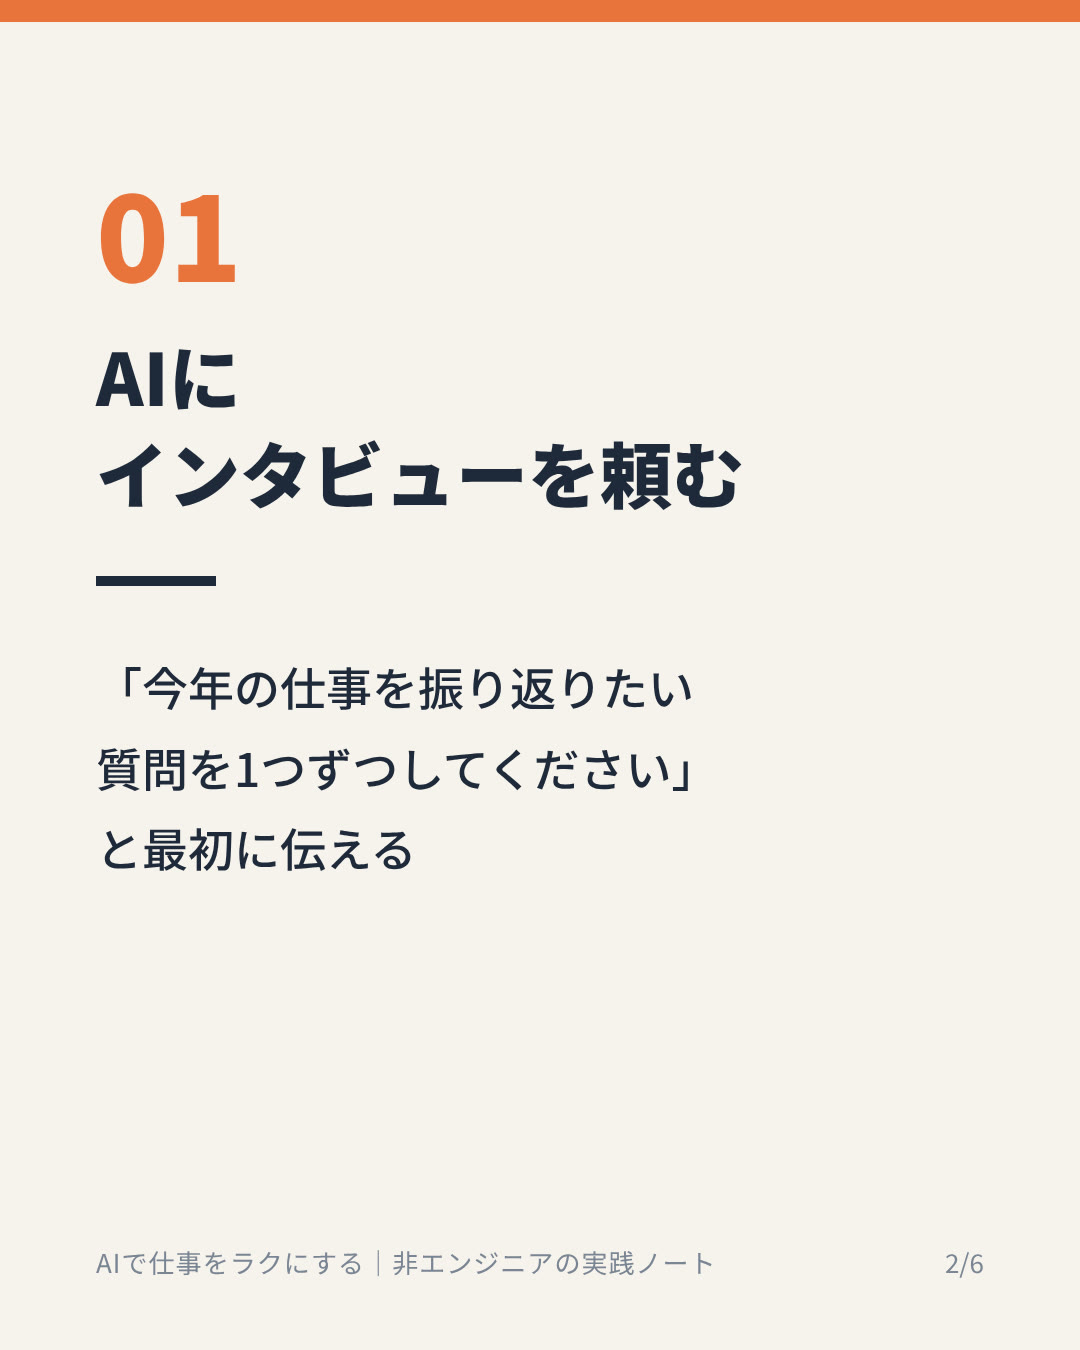 01
AIに
インタビューを頼む
「今年の仕事を振り返りたい
質問を1つずつしてください」
と最初に伝える
AIで仕事をラクにする｜非エンジニアの実践ノート
2/6